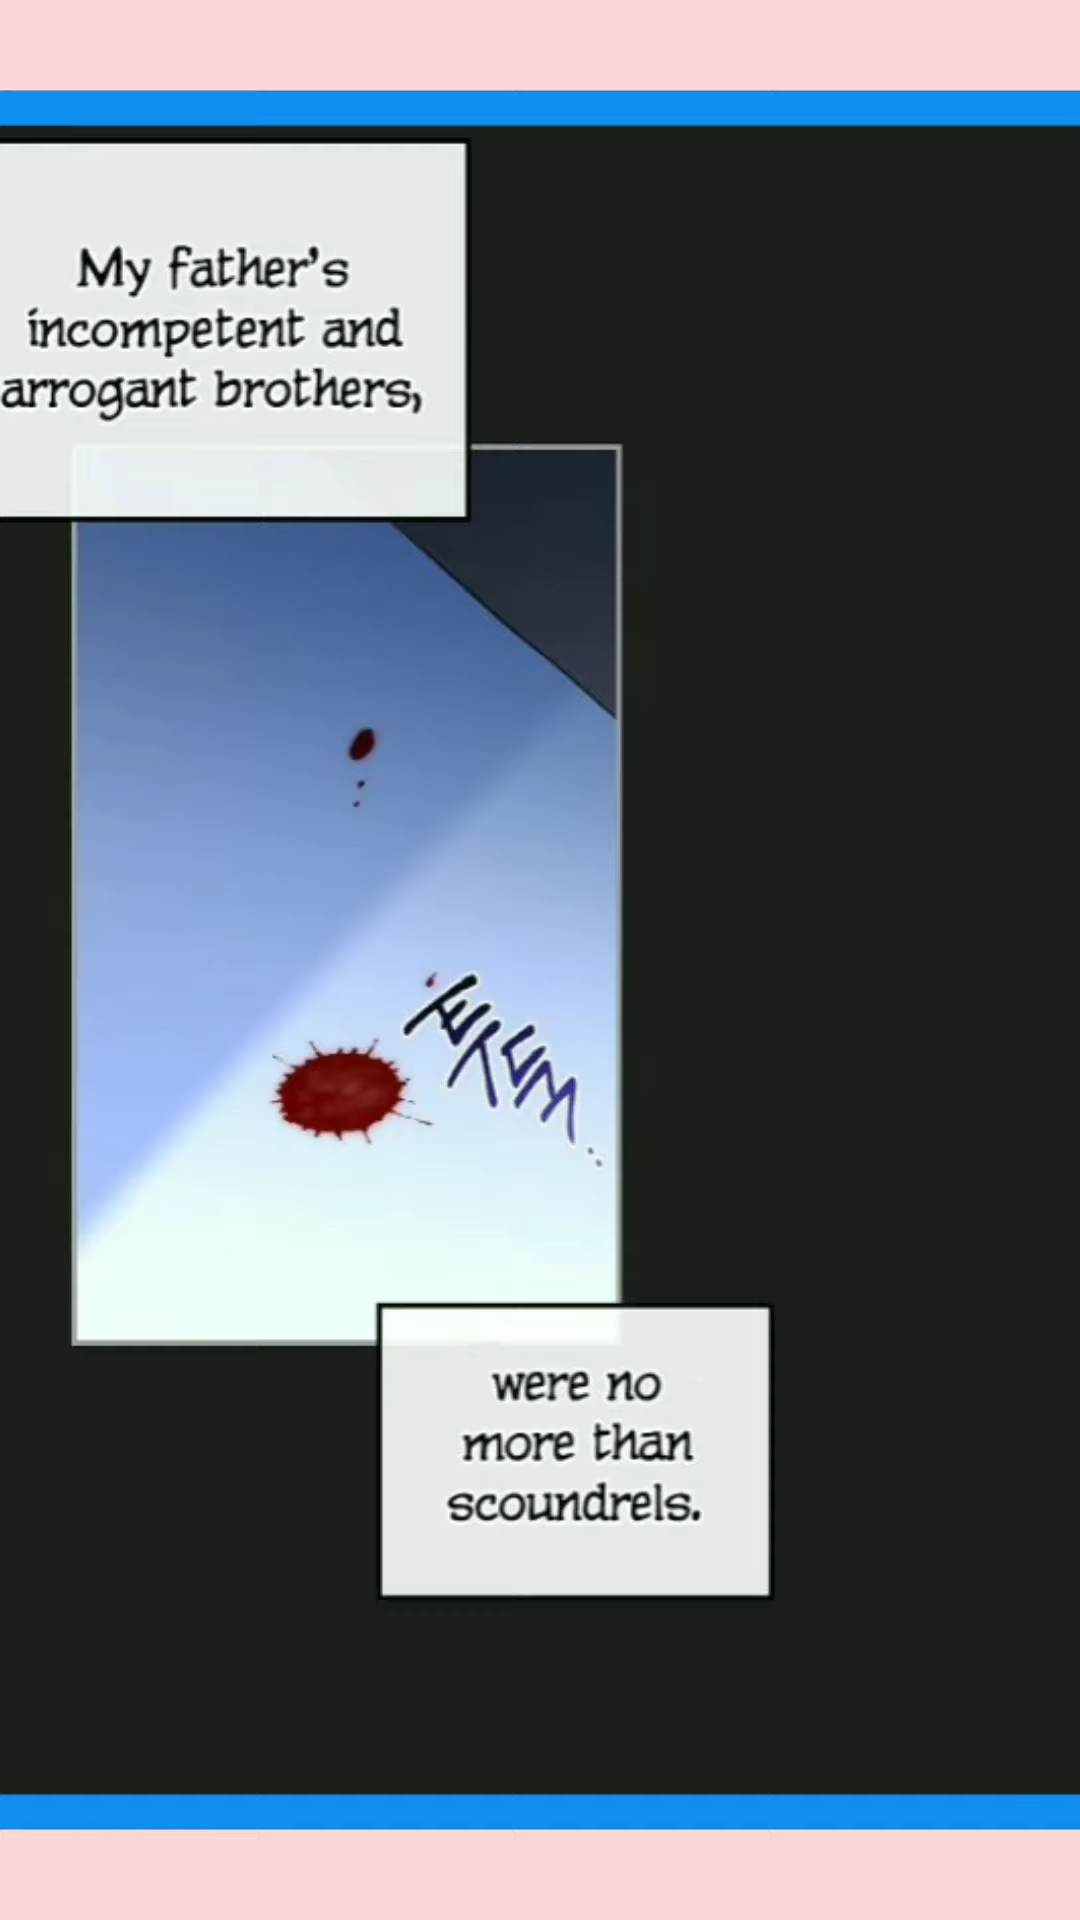 My father's
incompetent and
arrogant brothers,
were no
more than
scoundrels.